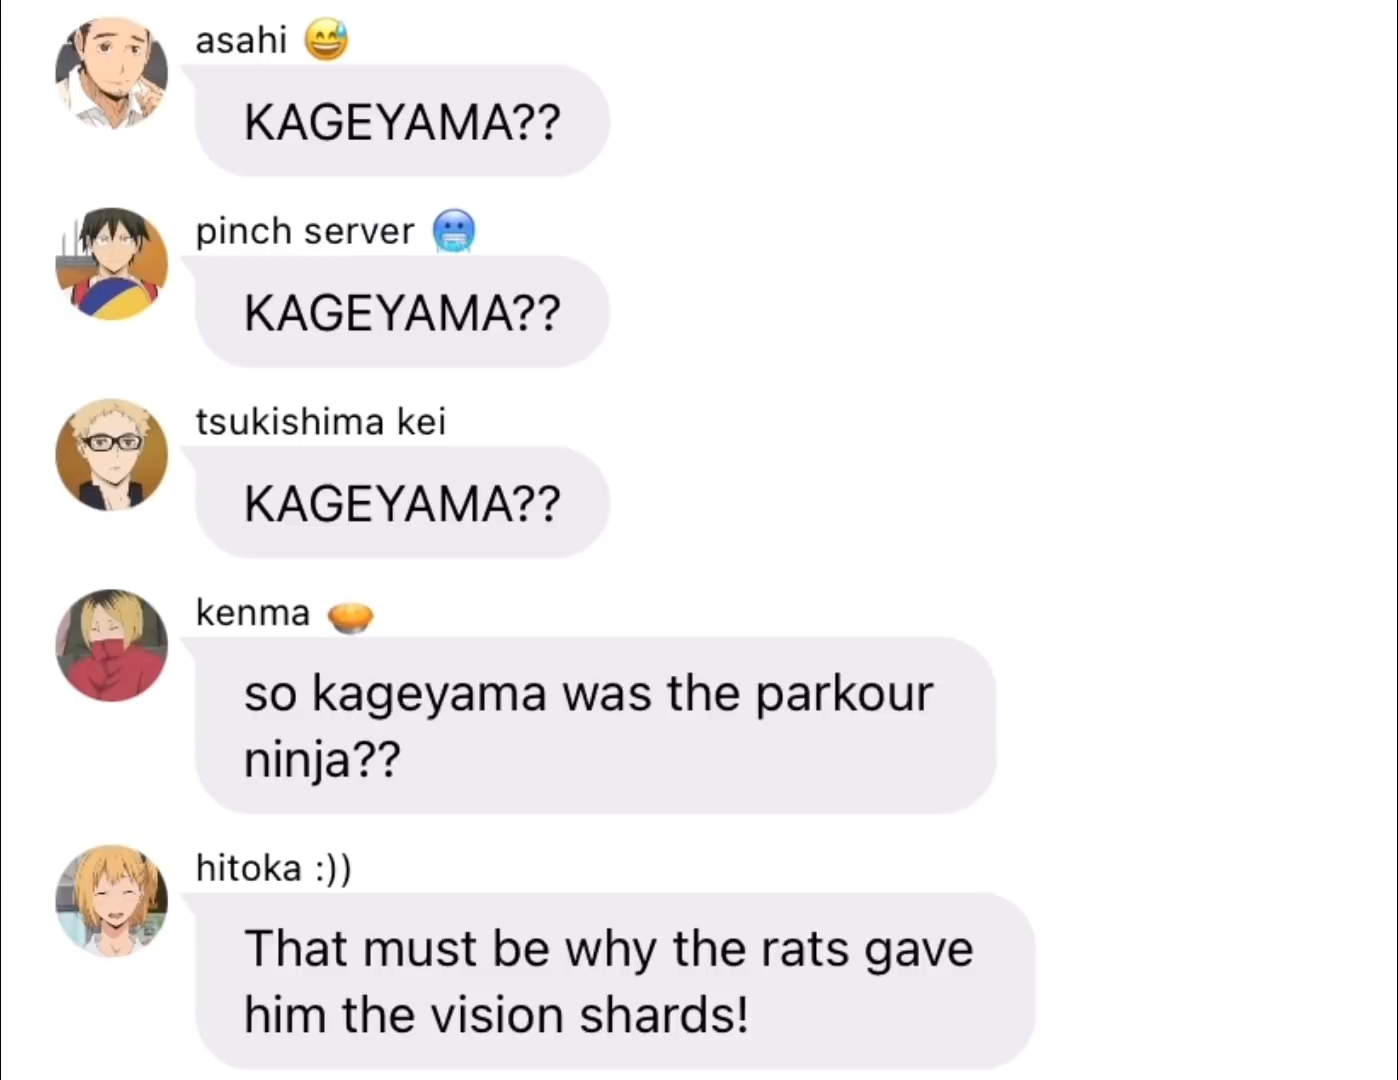 asahi 😅
KAGEYAMA??
pinch server 🥶
KAGEYAMA??
tsukishima kei
KAGEYAMA??
kenma 🥧
so kageyama was the parkour
ninja??
hitoka :))
That must be why the rats gave
him the vision shards!